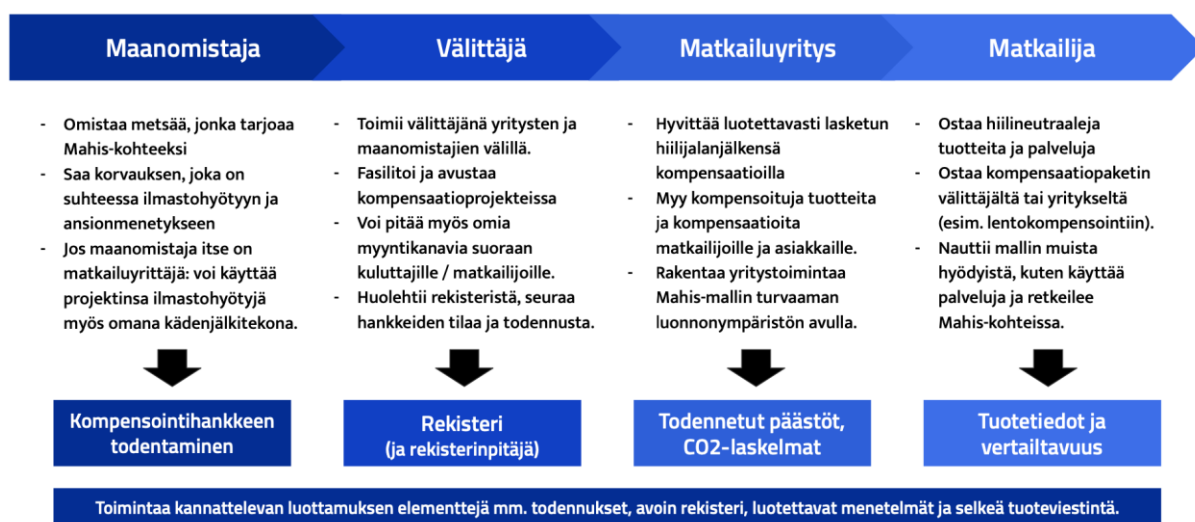 Maanomistaja
Välittäjä
Matkailuyritys
Matkailija
- Omistaa metsää, jonka tarjoaa
Mahis-kohteeksi
- Saa korvauksen, joka on
suhteessa ilmastohyötyyn ja
ansionmenetykseen
- Jos maanomistaja itse on
matkailuyrittäjä: voi käyttää
projektinsa ilmastohyötyjä
myös omana kädenjälkitekona.
- Toimii välittäjänä yritysten ja
maanomistajien välillä.
- Fasilitoi ja avustaa
kompensaatioprojekteissa
- Voi pitää myös omia
myyntikanavia suoraan
kuluttajille / matkailijoille.
- Huolehtii rekisteristä, seuraa
hankkeiden tilaa ja todennusta.
- Hyvittää luotettavasti lasketun
hiilijalanjälkensä
kompensaatioilla
- Myy kompensoituja tuotteita
ja kompensaatioita
matkailijoille ja asiakkaille.
- Rakentaa yritystoimintaa
Mahis-mallin turvaaman
luonnonympäristön avulla.
- Ostaa hiilineutraaleja
tuotteita ja palveluja
- Ostaa kompensaatiopaketin
välittäjältä tai yritykseltä
(esim. lentokompensointiin).
- Nauttii mallin muista
hyödyistä, kuten käyttää
palveluja ja retkeilee
Mahis-kohteissa.
Kompensointihankkeen
todentaminen
Rekisteri
(ja rekisterinpitäjä)
Todennetut päästöt,
CO2-laskelmat
Tuotetiedot ja
vertailtavuus
Toimintaa kannattelevan luottamuksen elementtejä mm. todennukset, avoin rekisteri, luotettavat menetelmät ja selkeä tuoteviestintä.